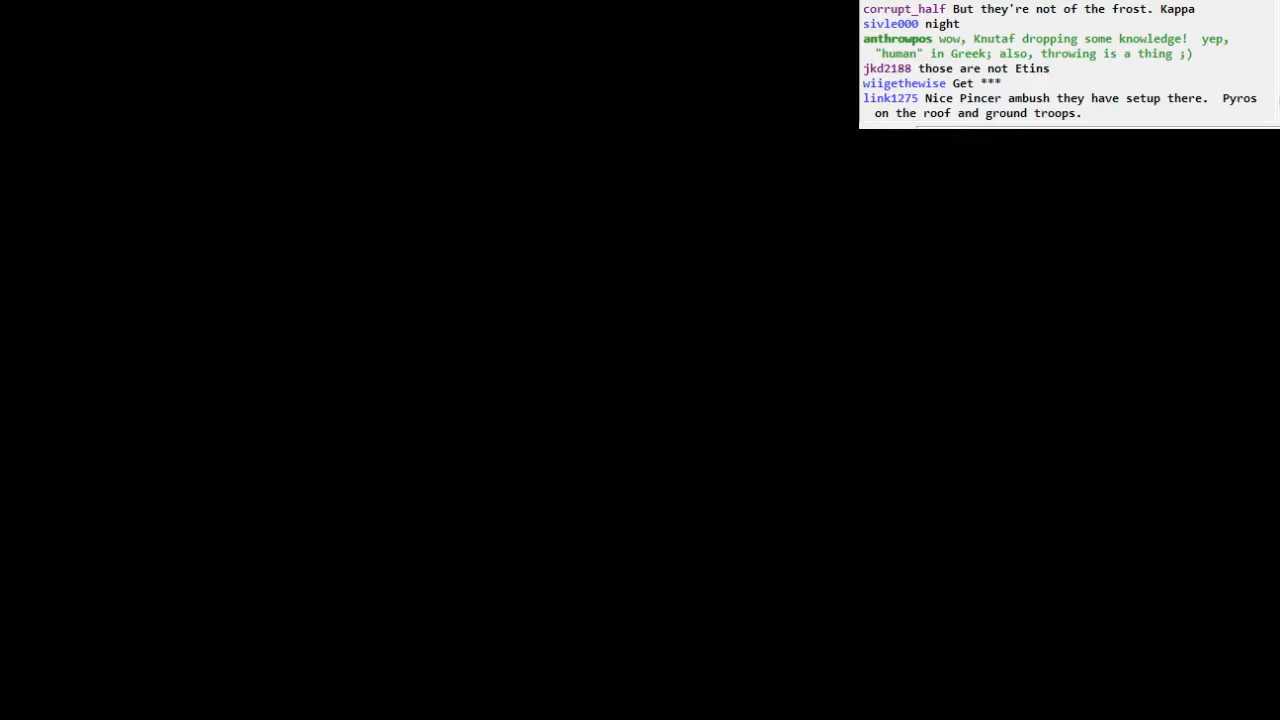 corrupt_half But they're not of the frost. Kappa
sivle000 night
anthrowpos wow, Knutaf dropping some knowledge! yep,
"human" in Greek; also, throwing is a thing ;)
jkd2188 those are not Etins
wiigethewise Get ***
link1275 Nice Pincer ambush they have setup there. Pyros
on the roof and ground troops.